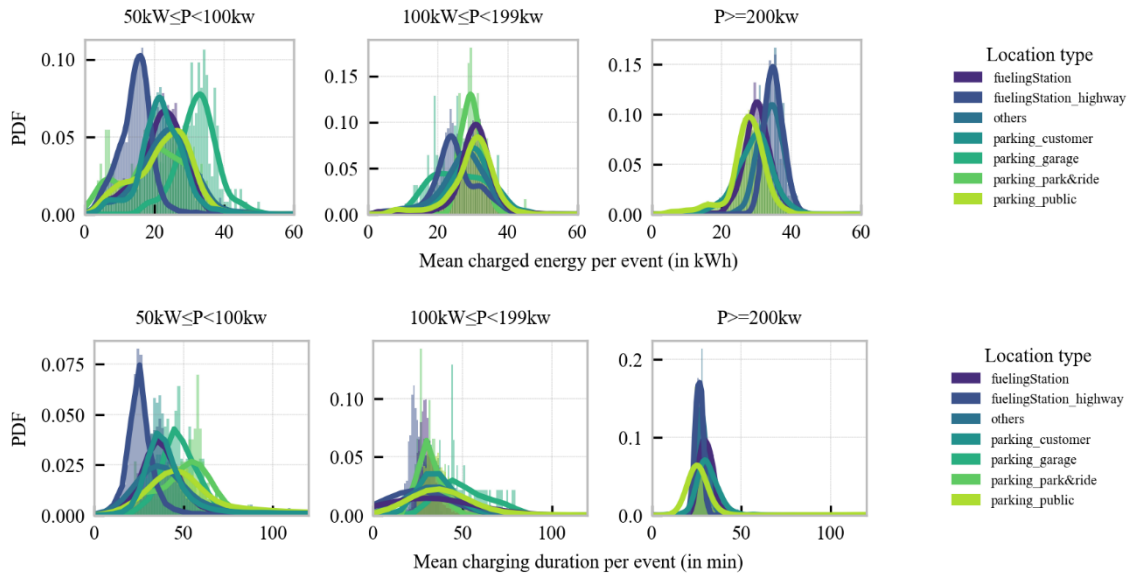 50kW≤P<100kw 100kW≤P<199kw P>=200kw
Location type
fuelingStation
fuelingStation_highway
others
parking_customer
parking_garage
parking_park&ride
parking_public
PDF
0.10
0.05
0.00
0 20 40 60
0.15
0.10
0.05
0.00
0 20 40 60
0.15
0.10
0.05
0.00
0 20 40 60
Mean charged energy per event (in kWh)
50kW≤P<100kw 100kW≤P<199kw P>=200kw
Location type
fuelingStation
fuelingStation_highway
others
parking_customer
parking_garage
parking_park&ride
parking_public
PDF
0.075
0.050
0.025
0.000
0 50 100
0.10
0.05
0.00
0 50 100
0.2
0.1
0.0
0 50 100
Mean charging duration per event (in min)